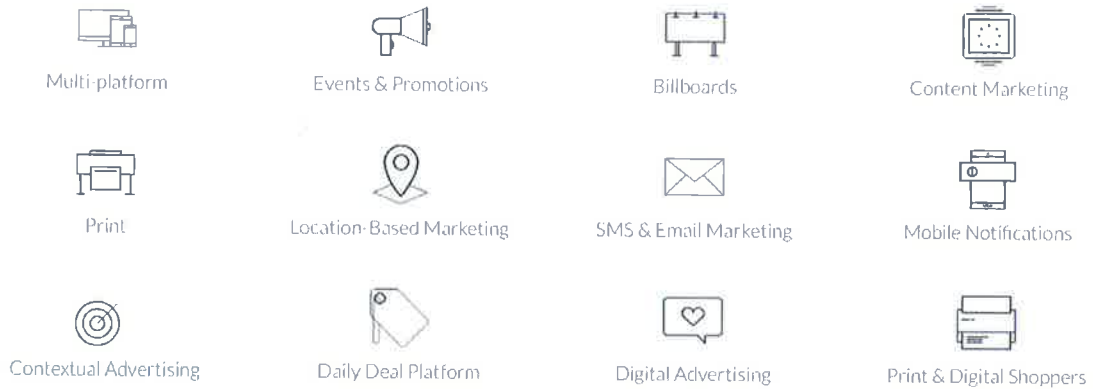 Multi-platform
Events & Promotions
Billboards
Content Marketing
Print
Location-Based Marketing
SMS & Email Marketing
Mobile Notifications
Contextual Advertising
Daily Deal Platform
Digital Advertising
Print & Digital Shoppers